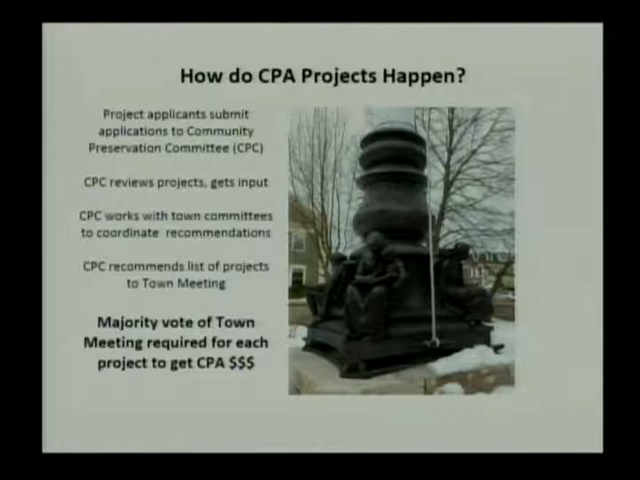 How do CPA Projects Happen?
Project applicants submit
applications to Community
Preservation Committee (CPC)
CPC reviews projects, gets input
CPC works with town committees
to coordinate recommendations
CPC recommends list of projects
to Town Meeting
Majority vote of Town
Meeting required for each
project to get CPA $$$